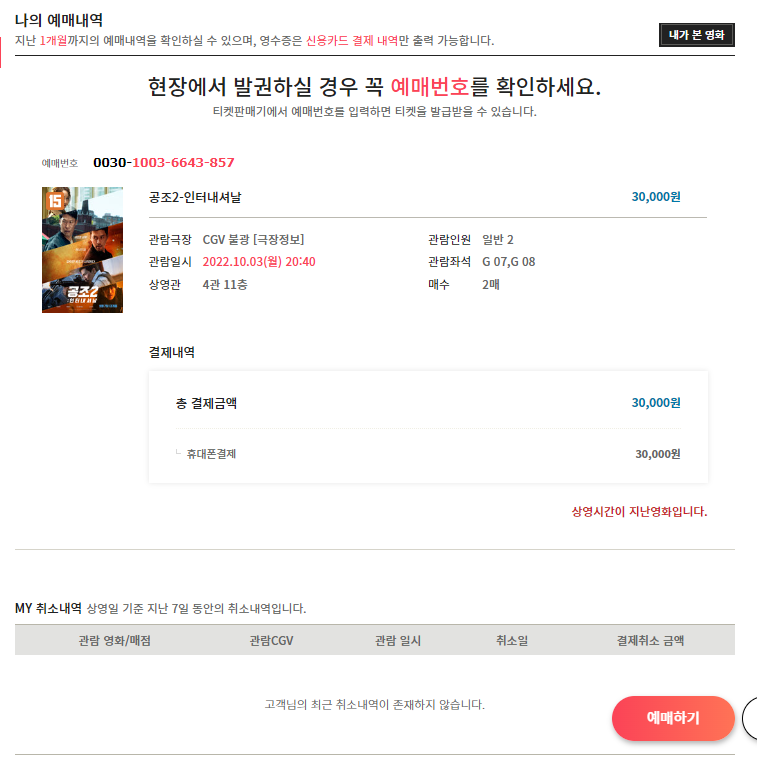 나의 예매내역
지난 1개월까지의 예매내역을 확인하실 수 있으며, 영수증은 신용카드 결제 내역만 출력 가능합니다.
내가 본 영화
현장에서 발권하실 경우 꼭 예매번호를 확인하세요.
티켓판매기에서 예매번호를 입력하면 티켓을 발급받을 수 있습니다.
예매번호 0030-1003-6643-857
15
공조2
인터내셔날
공조2-인터내셔날 30,000원
관람극장 CGV 불광 [극장정보] 관람인원 일반 2
관람일시 2022.10.03(월) 20:40 관람좌석 G 07,G 08
상영관 4관 11층 매수 2매
결제내역
총 결제금액 30,000원
휴대폰결제 30,000원
상영시간이 지난영화입니다.
MY 취소내역 상영일 기준 지난 7일 동안의 취소내역입니다.
관람 영화/매점 관람CGV 관람 일시 취소일 결제취소 금액
고객님의 최근 취소내역이 존재하지 않습니다.
예매하기